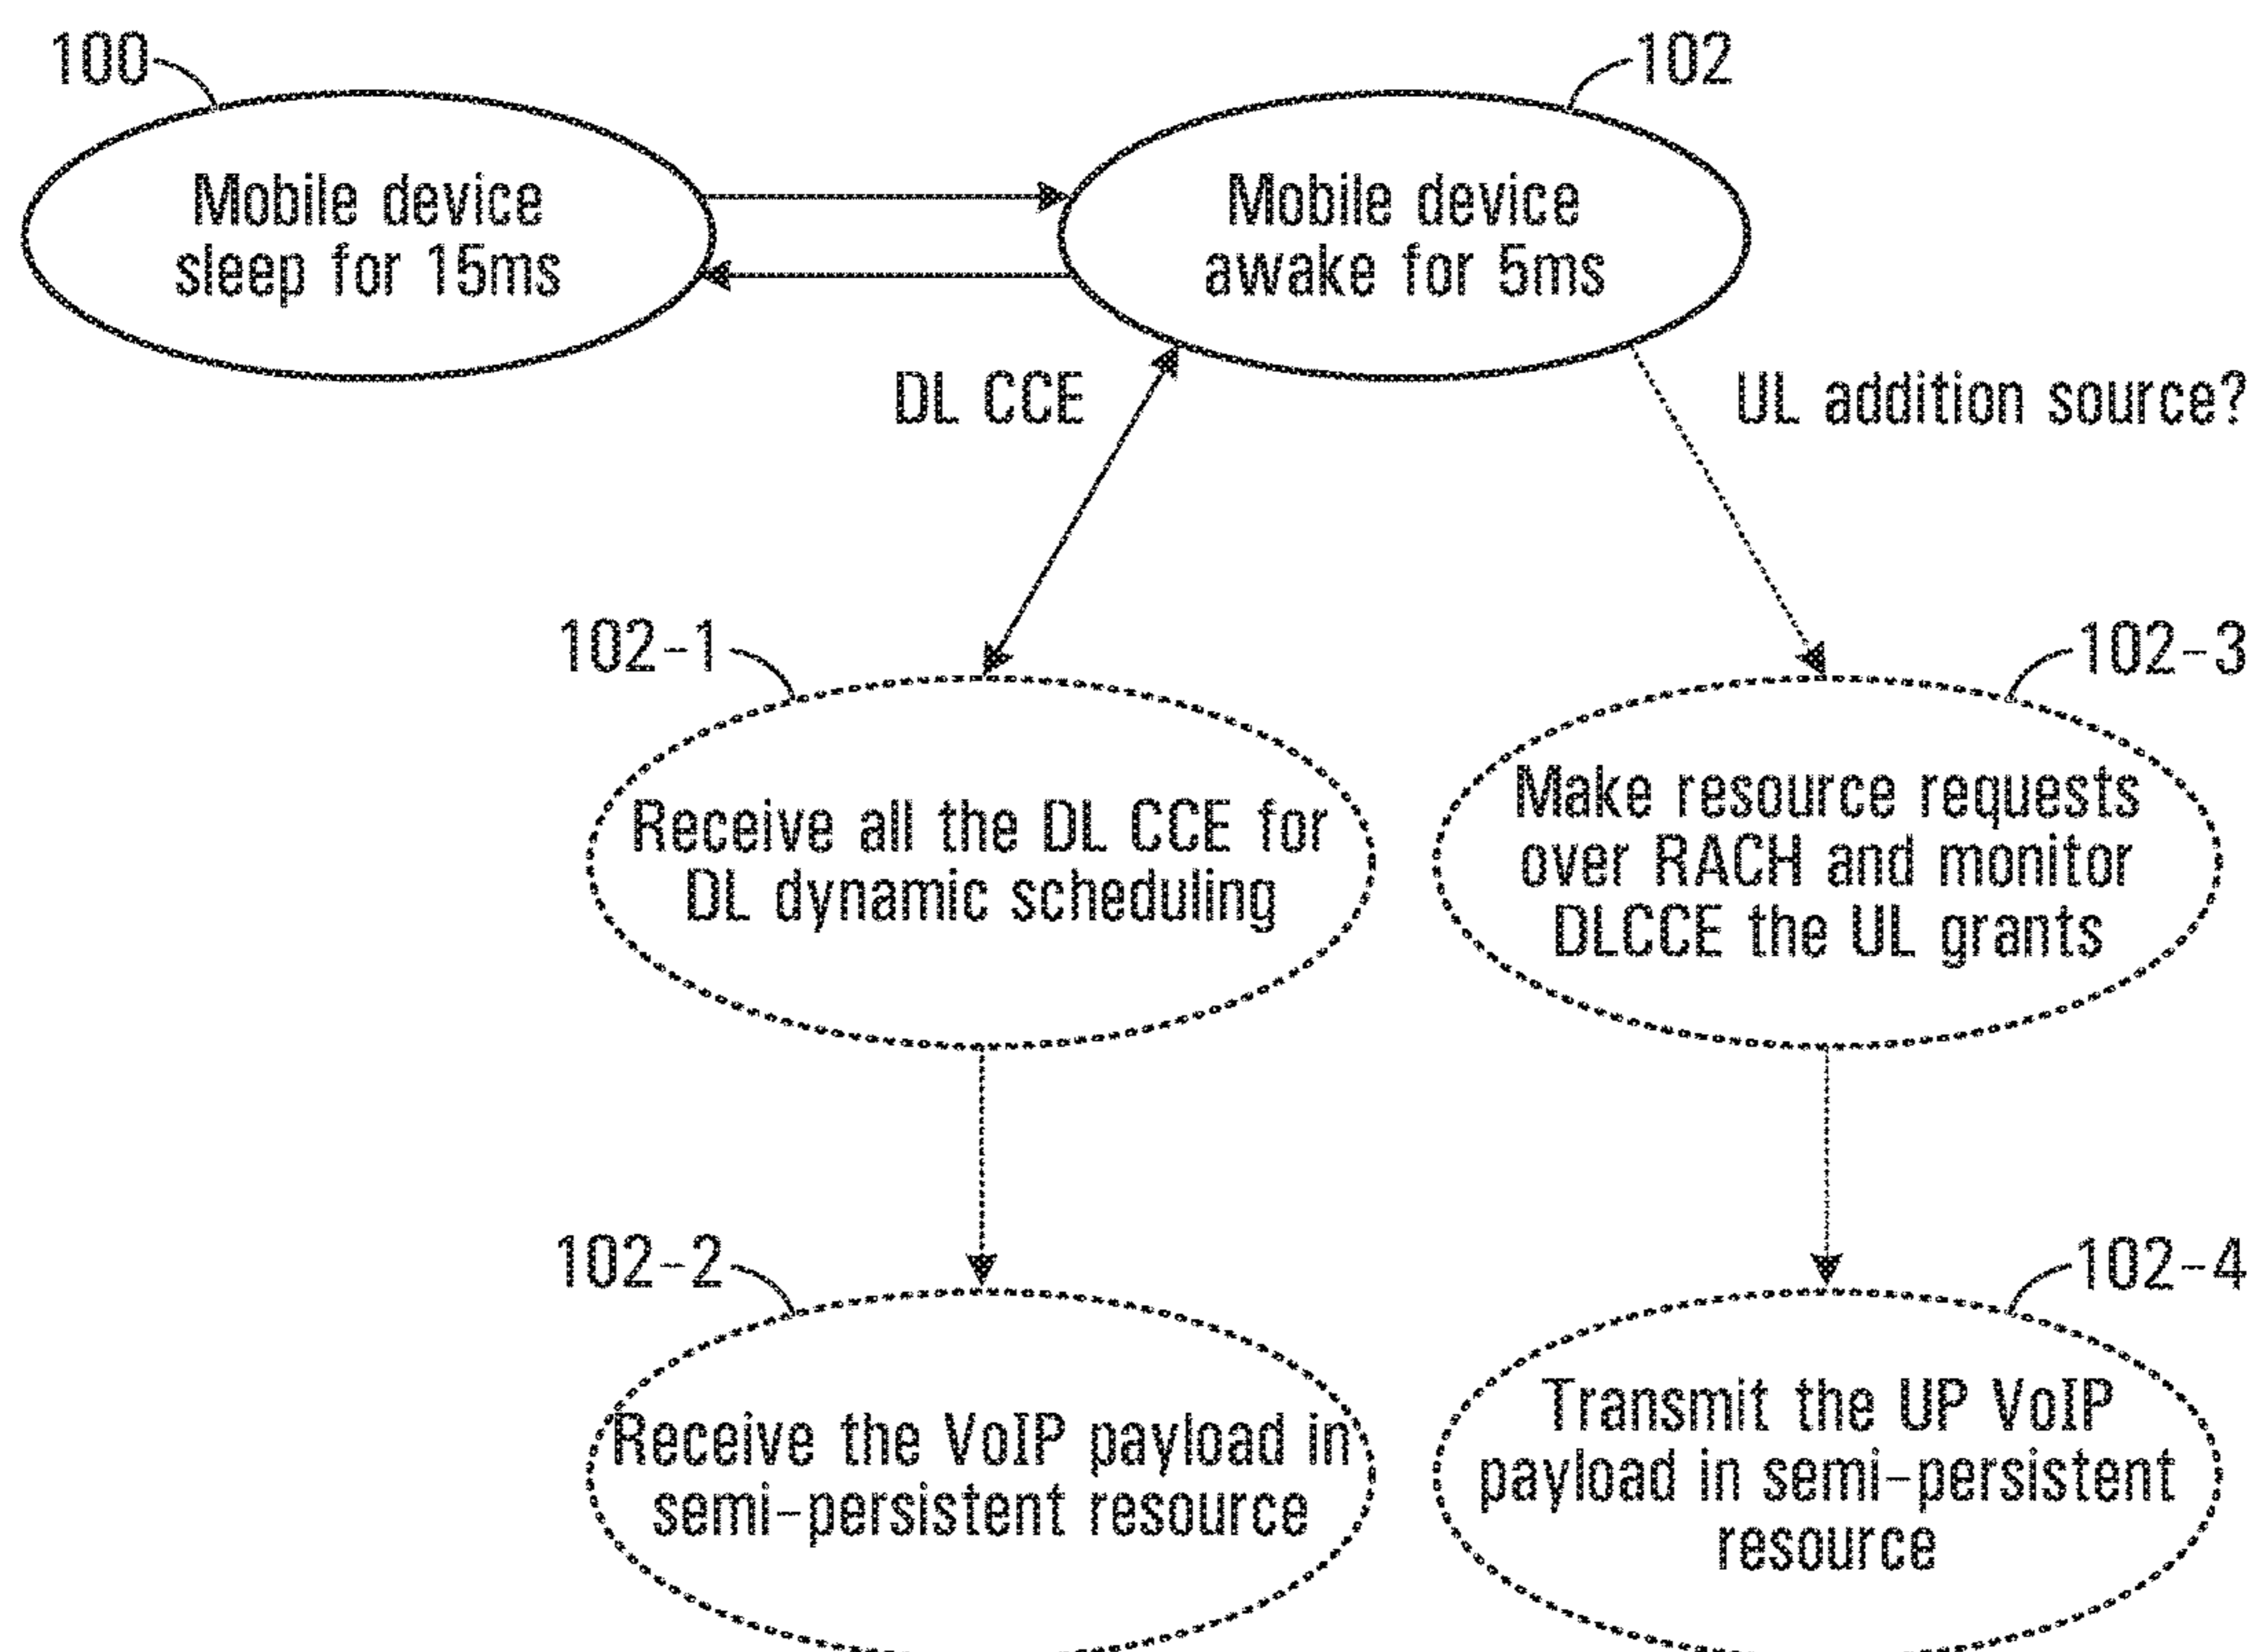 100
102
Mobile device
sleep for 15ms
Mobile device
awake for 5ms
DL CCE
UL addition source?
102-1
102-3
Receive all the DL CCE for
DL dynamic scheduling
Make resource requests
over RACH and monitor
DLCCE the UL grants
102-2
102-4
Receive the VoIP payload in
semi-persistent resource
Transmit the UP VoIP
payload in semi-persistent
resource